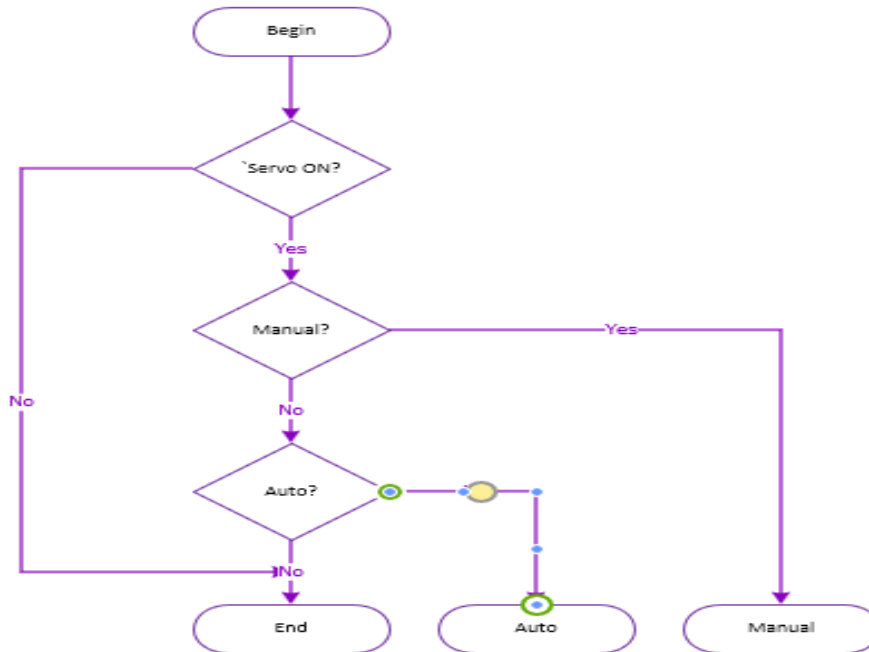 Begin
`Servo ON?
Yes
Manual?
Yes
No
No
Auto?
No
End
Auto
Manual